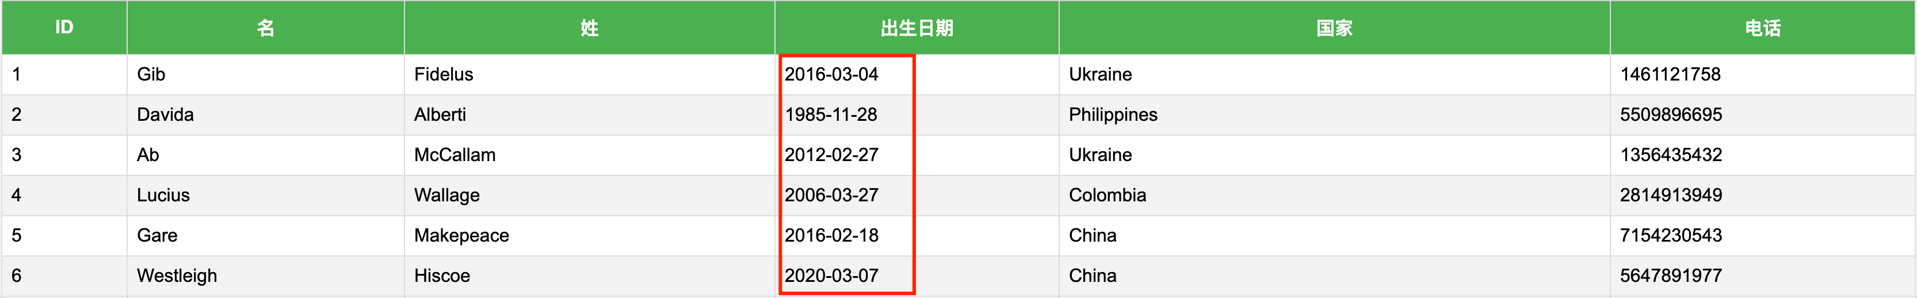 ID 名 姓 出生日期 国家 电话
1 Gib Fidelus 2016-03-04 Ukraine 1461121758
2 Davida Alberti 1985-11-28 Philippines 5509896695
3 Ab McCallam 2012-02-27 Ukraine 1356435432
4 Lucius Wallage 2006-03-27 Colombia 2814913949
5 Gare Makepeace 2016-02-18 China 7154230543
6 Westleigh Hiscoe 2020-03-07 China 5647891977